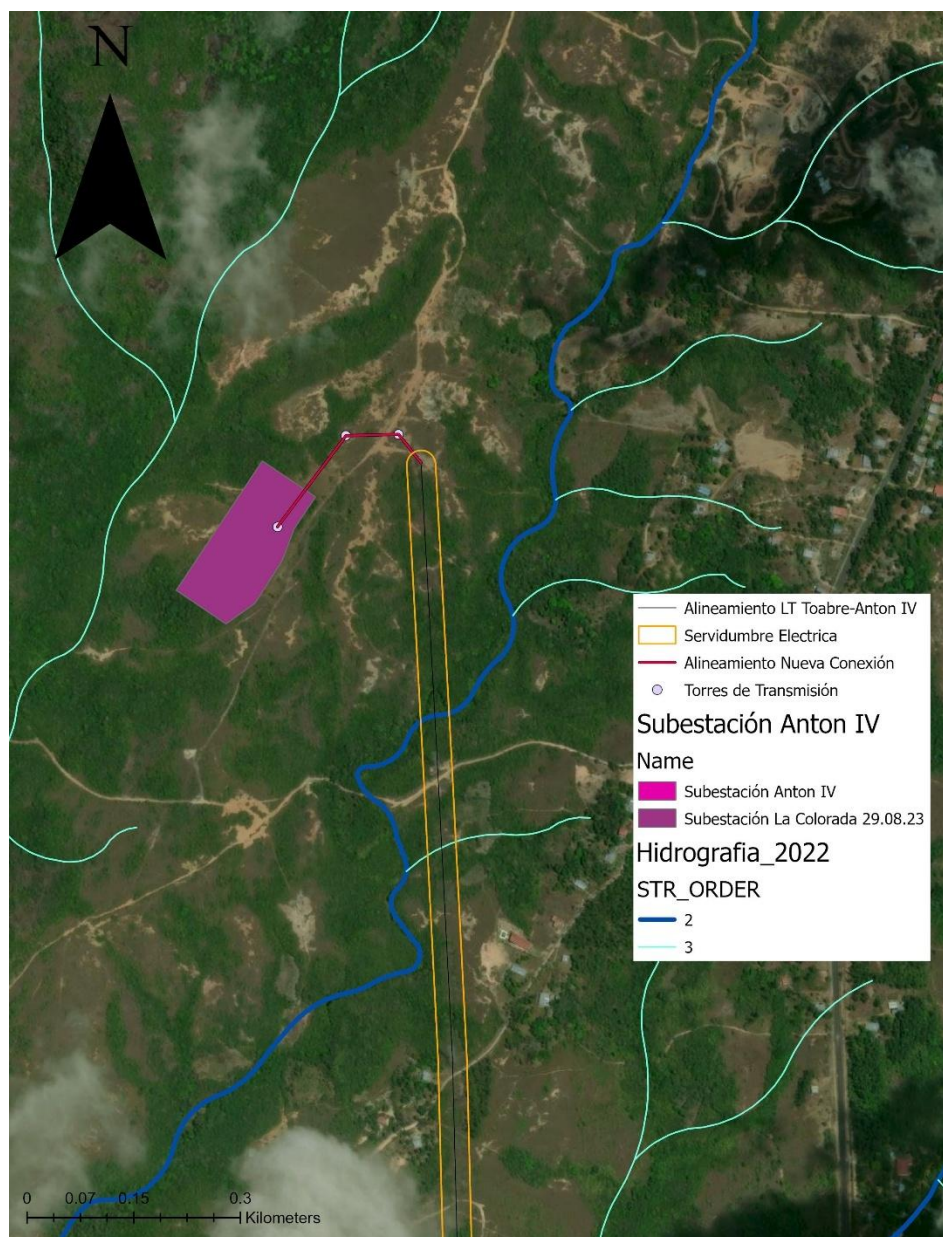 N
Alineamiento LT Toabre-Anton IV
Servidumbre Electrica
Alineamiento Nueva Conexión
Torres de Transmisión
Subestación Anton IV
Name
Subestación Anton IV
Subestación La Colorada 29.08.23
Hidrografia_2022
STR_ORDER
2
3
0 0.07 0.15 0.3
Kilometers